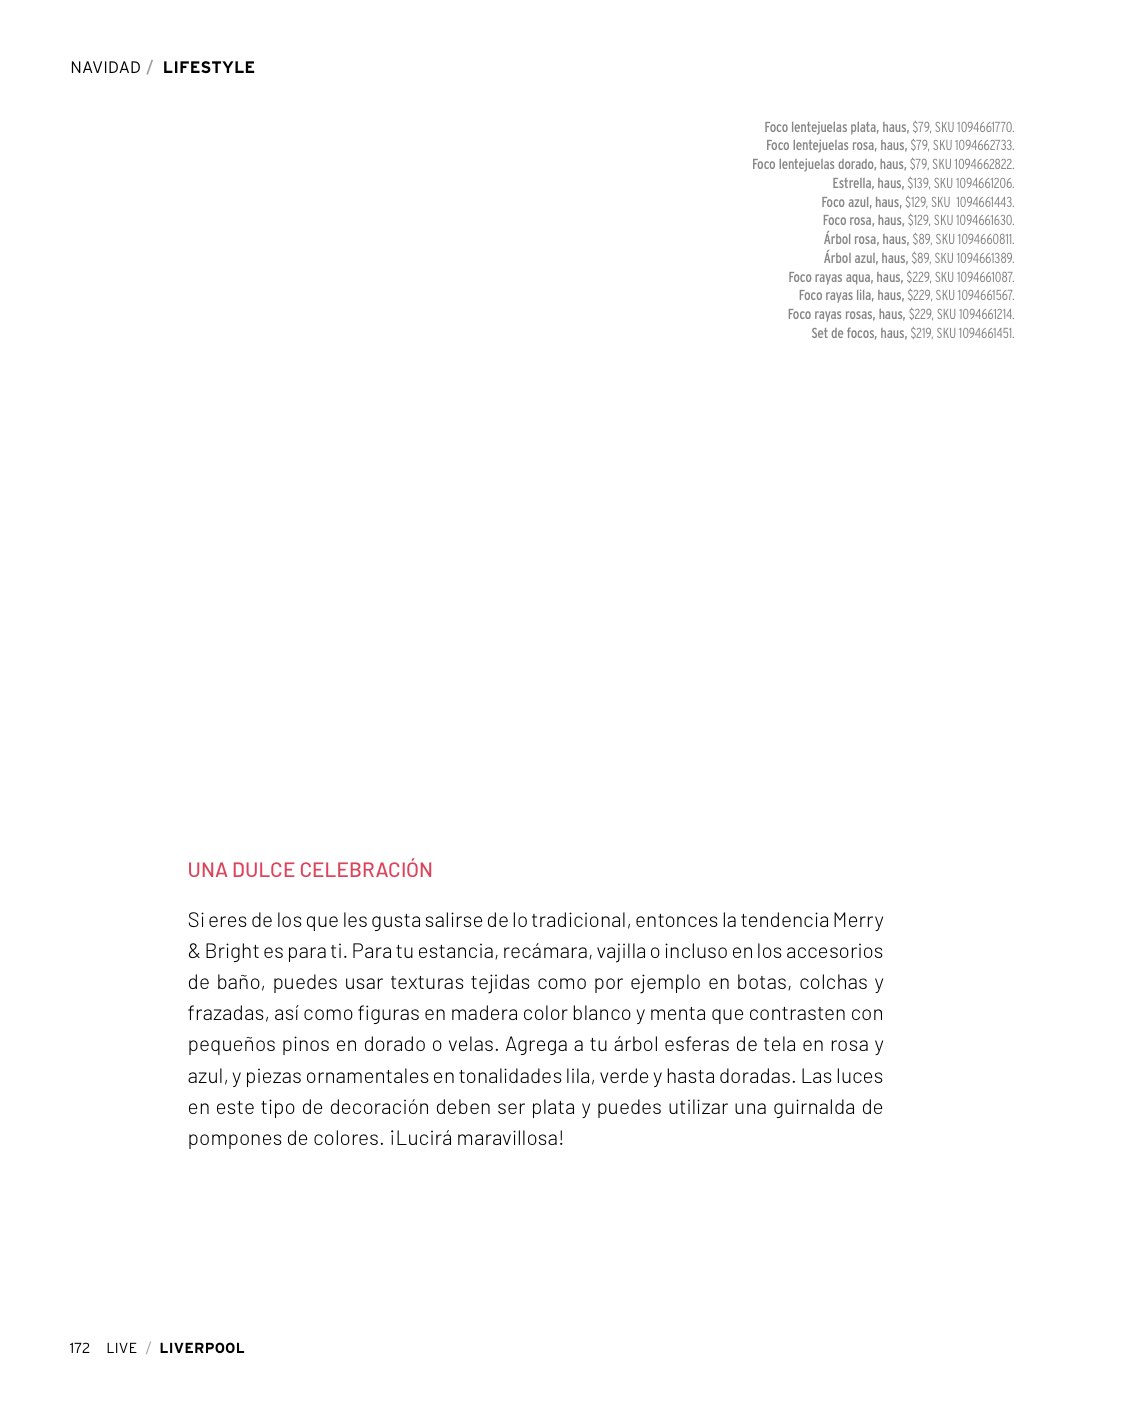 NAVIDAD / LIFESTYLE
Foco lentejuelas plata, haus, $79, SKU 1094661770.
Foco lentejuelas rosa, haus, $79, SKU 1094662733.
Foco lentejuelas dorado, haus, $79, SKU 1094662822.
Estrella, haus, $139, SKU 1094661206.
Foco azul, haus, $129, SKU  1094661443.
Foco rosa, haus, $129, SKU 1094661630.
Árbol rosa, haus, $89, SKU 1094660811.
Árbol azul, haus, $89, SKU 1094661389.
Foco rayas aqua, haus, $229, SKU 1094661087.
Foco rayas lila, haus, $229, SKU 1094661567.
Foco rayas rosas, haus, $229, SKU 1094661214.
Set de focos, haus, $219, SKU 1094661451.
UNA DULCE CELEBRACIÓN
Si eres de los que les gusta salirse de lo tradicional, entonces la tendencia Merry
& Bright es para ti. Para tu estancia, recámara, vajilla o incluso en los accesorios
de baño, puedes usar texturas tejidas como por ejemplo en botas, colchas y
frazadas, así como figuras en madera color blanco y menta que contrasten con
pequeños pinos en dorado o velas. Agrega a tu árbol esferas de tela en rosa y
azul, y piezas ornamentales en tonalidades lila, verde y hasta doradas. Las luces
en este tipo de decoración deben ser plata y puedes utilizar una guirnalda de
pompones de colores. ¡Lucirá maravillosa!
172 LIVE / LIVERPOOL